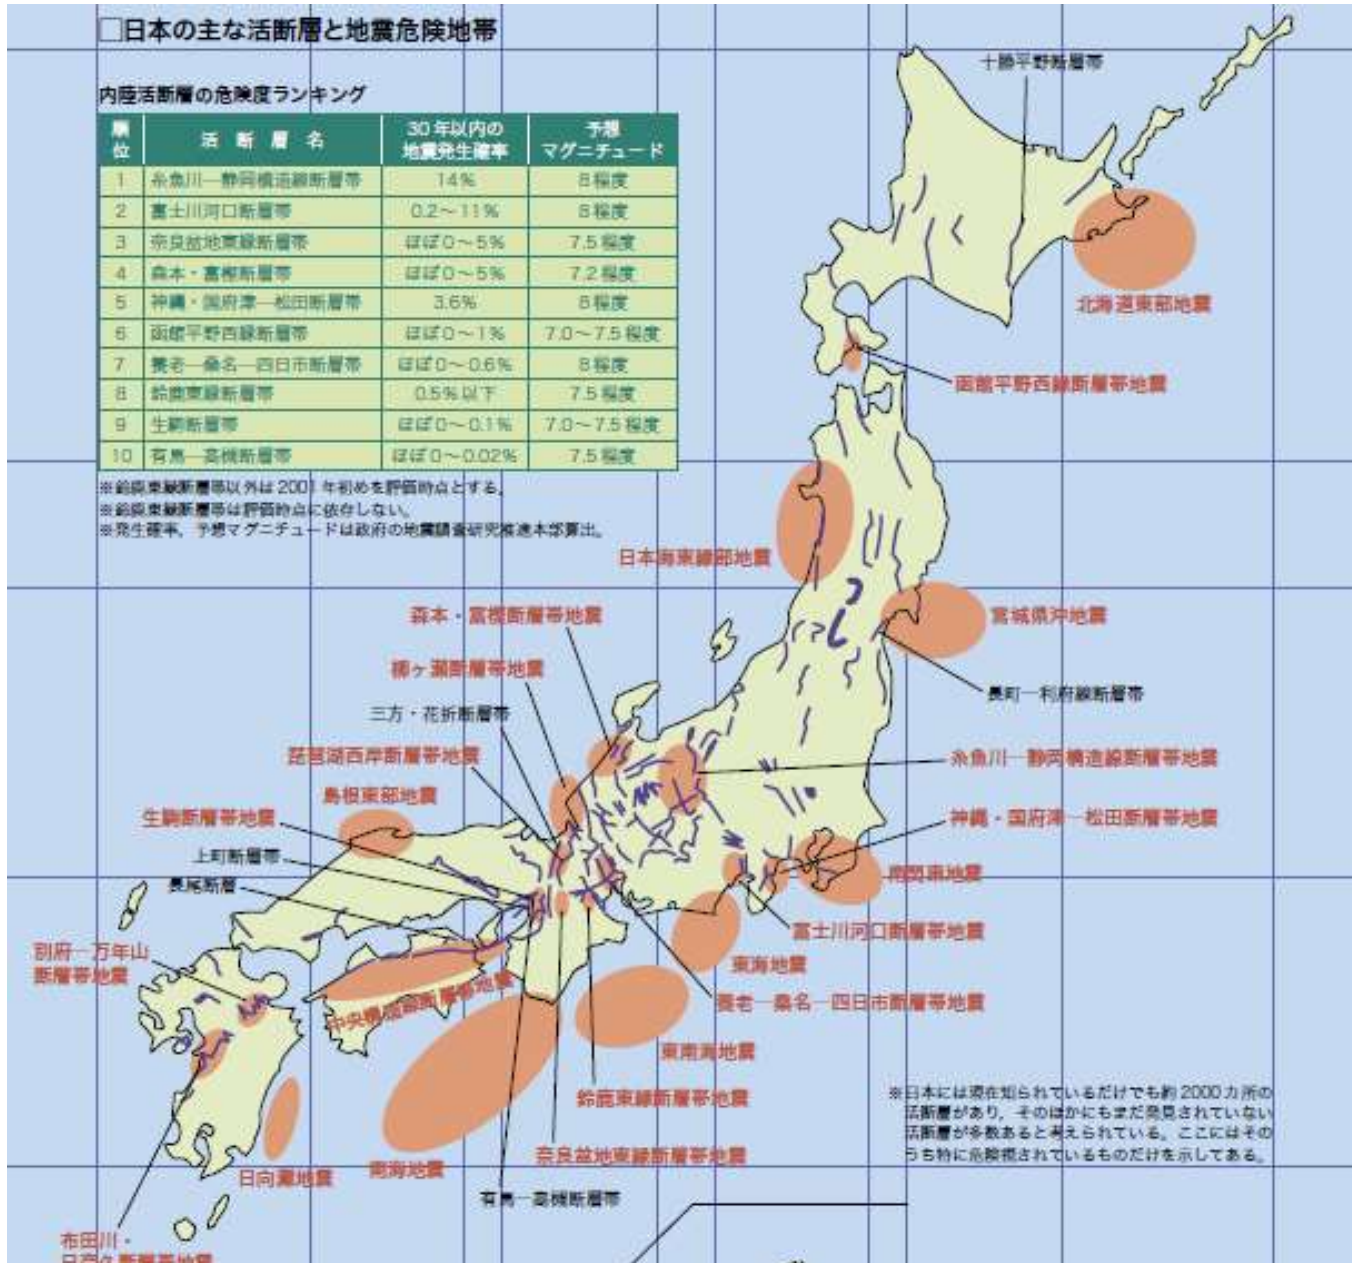 □日本の主な活断層と地震危険地帯
内陸活断層の危険度ランキング
順位 活断層名 30年以内の地震発生確率 予想マグニチュード
1 糸魚川―静岡構造線断層帯 14% 8程度
2 富士川河口断層帯 0.2～11% 8程度
3 奈良盆地東縁断層帯 ほぼ0～5% 7.5程度
4 森本・富樫断層帯 ほぼ0～5% 7.2程度
5 神縄・国府津―松田断層帯 3.6% 8程度
6 函館平野西縁断層帯 ほぼ0～1% 7.0～7.5程度
7 養老―桑名―四日市断層帯 ほぼ0～0.6% 8程度
8 鈴鹿東縁断層帯 0.5%以下 7.5程度
9 生駒断層帯 ほぼ0～0.1% 7.0～7.5程度
10 有馬―高槻断層帯 ほぼ0～0.02% 7.5程度
※鈴鹿東縁断層帯以外は2001年初めを評価時点とする。
※鈴鹿東縁断層帯は評価時点に依存しない。
※発生確率，予想マグニチュードは政府の地震調査研究推進本部算出。
十勝平野断層帯
北海道東部地震
函館平野西縁断層帯地震
日本海東縁部地震
森本・富樫断層帯地震
宮城県沖地震
柳ヶ瀬断層帯地震
長町―利府線断層帯
三方・花折断層帯
琵琶湖西岸断層帯地震
糸魚川―静岡構造線断層帯地震
島根東部地震
生駒断層帯地震
神縄・国府津―松田断層帯地震
上町断層帯
南関東地震
長尾断層
富士川河口断層帯地震
別府―万年山
断層帯地震
東海地震
中央構造線断層帯地震
養老―桑名―四日市断層帯地震
東南海地震
鈴鹿東縁断層帯地震
奈良盆地東縁断層帯地震
南海地震
日向灘地震
有馬―高槻断層帯
※日本には現在知られているだけでも約2000カ所の
活断層があり，そのほかにもまだ発見されていない
活断層が多数あると考えられている。ここにはその
うち特に危険視されているものだけを示してある。
布田川・
日奈久断層帯地震